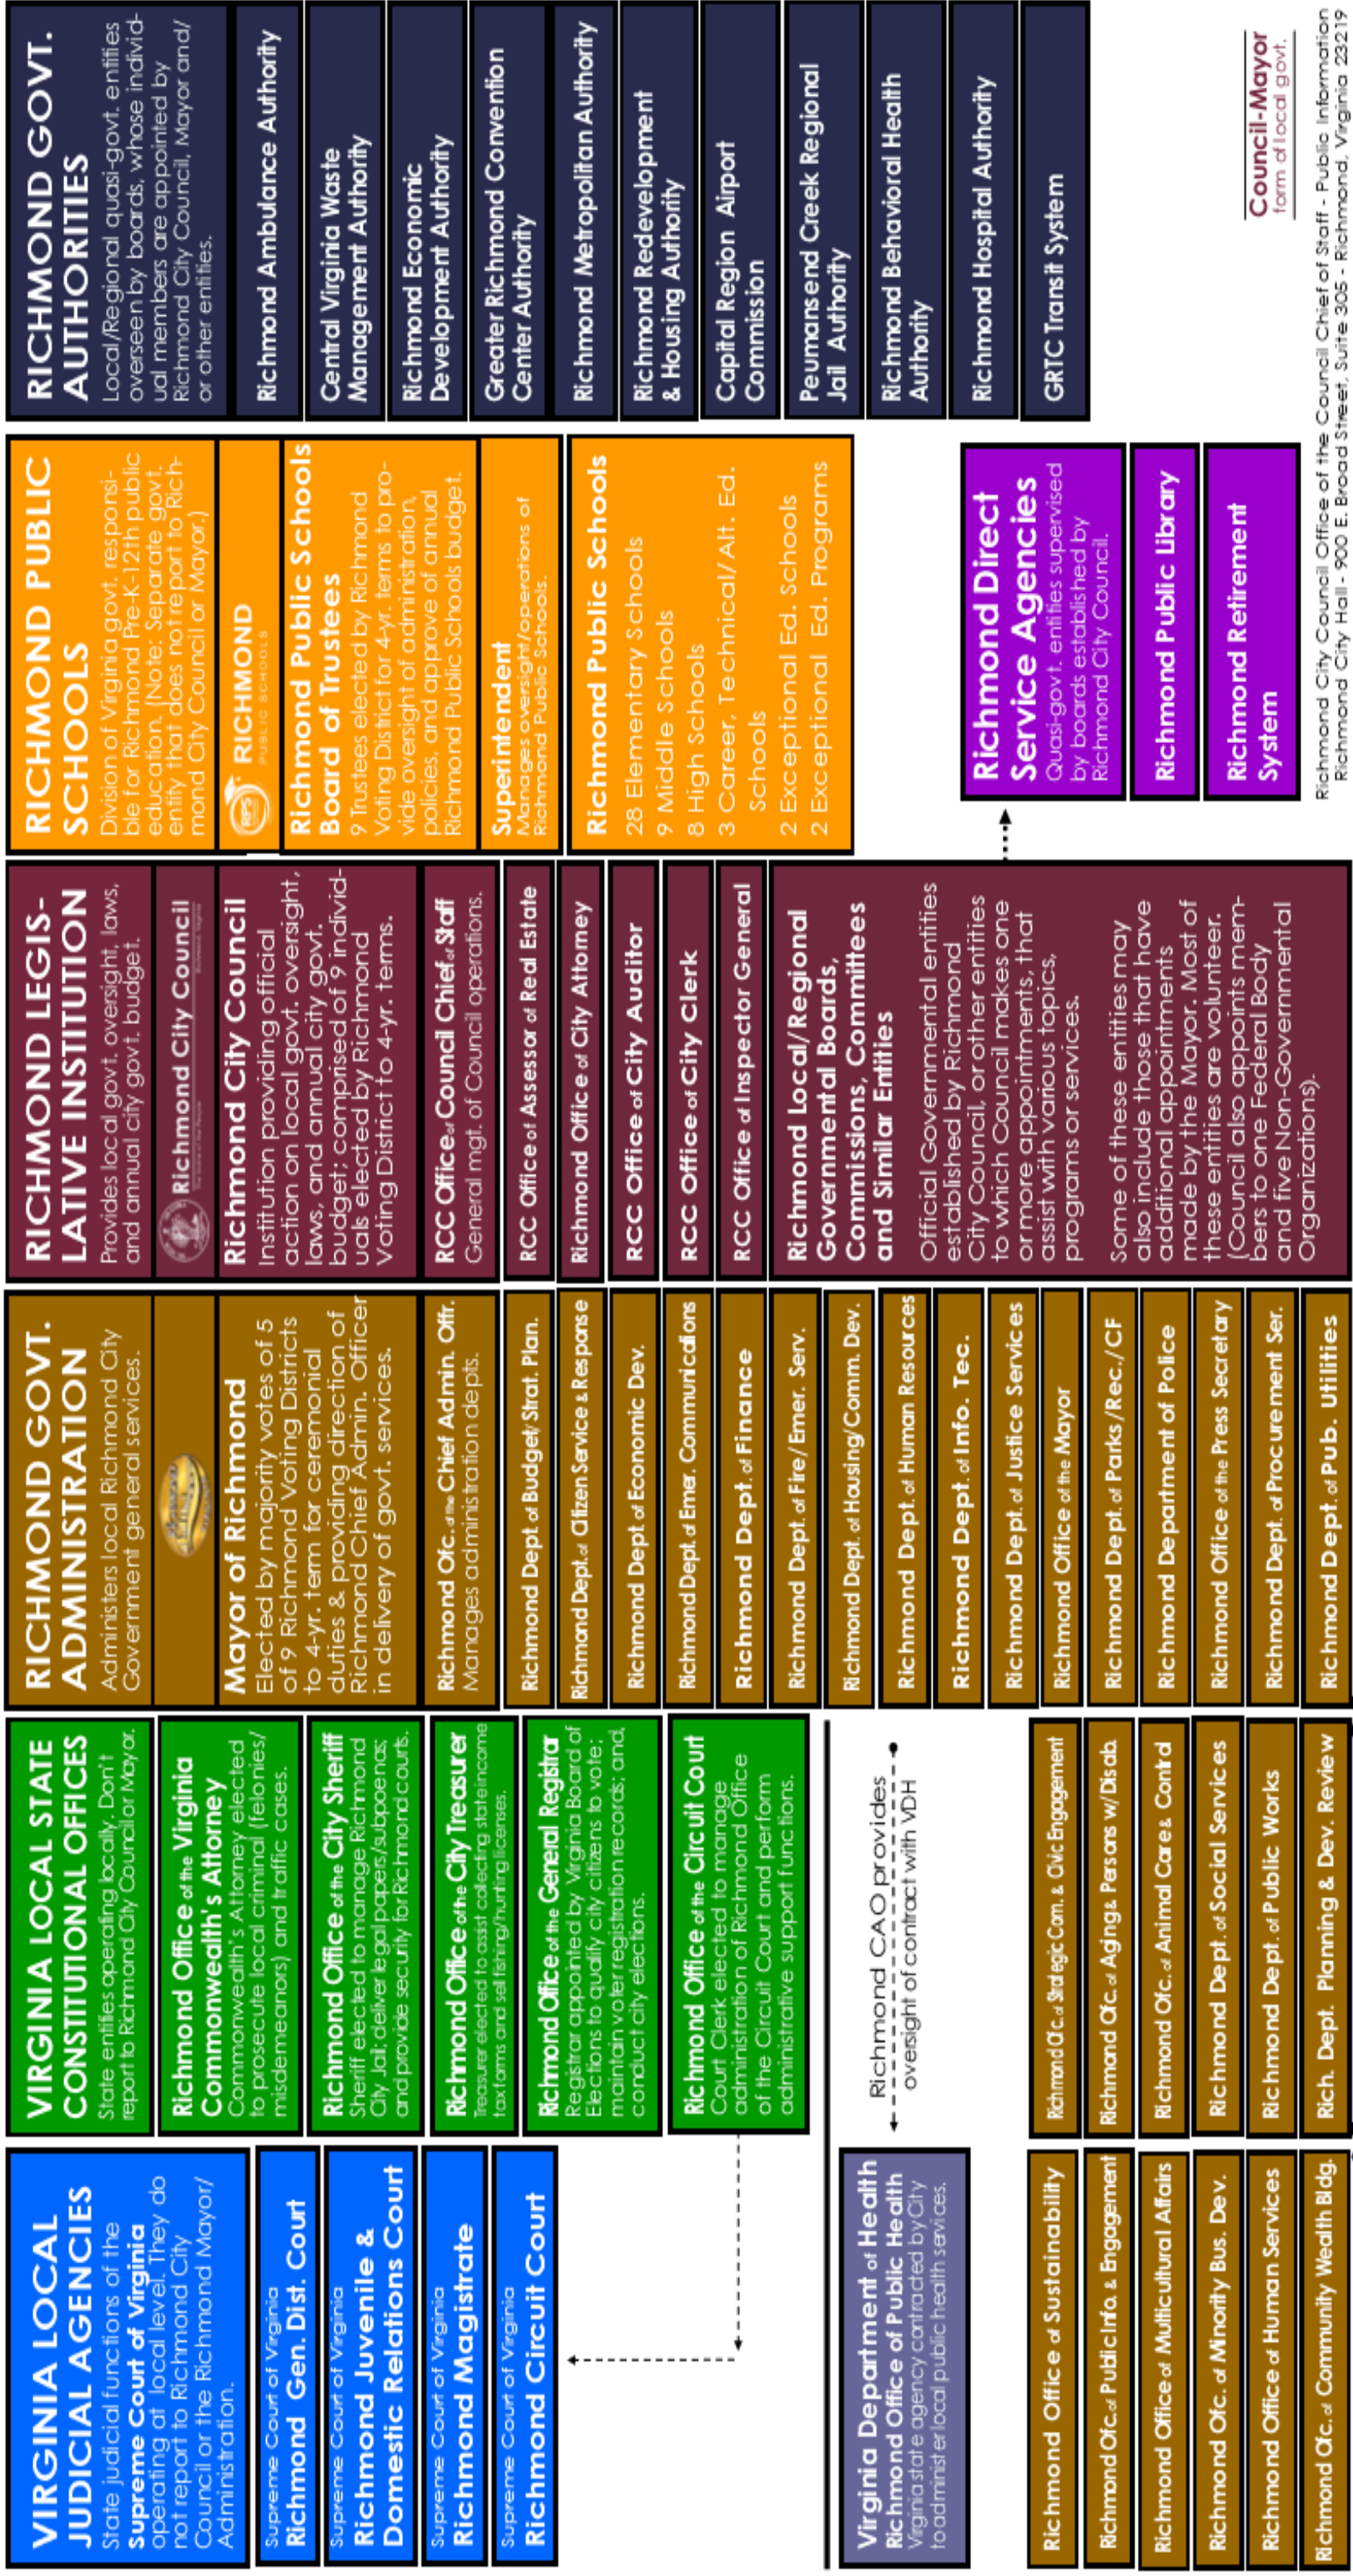 VIRGINIA LOCAL
JUDICIAL AGENCIES
State judicial functions of the
Supreme Court of Virginia
operating at local level. They do
not report to Richmond City
Council or the Richmond Mayor/
Administration.
Supreme Court of Virginia
Richmond Gen. Dist. Court
Supreme Court of Virginia
Richmond Juvenile &
Domestic Relations Court
Supreme Court of Virginia
Richmond Magistrate
Supreme Court of Virginia
Richmond Circuit Court
VIRGINIA LOCAL STATE
CONSTITUTIONAL OFFICES
State entities operating locally. Don't
report to Richmond City Council or Mayor.
Richmond Office of the Virginia
Commonwealth's Attorney
Commonwealth's Attorney elected
to prosecute local criminal (felonies/
misdemeanors) and traffic cases.
Richmond Office of the City Sheriff
Sheriff elected to manage Richmond
City Jail; deliver legal papers/subpoenas;
and provide security for Richmond courts.
Richmond Office of the City Treasurer
Treasurer elected to assist collecting state income
tax forms and sell fishing/hunting licenses.
Richmond Office of the General Registrar
Registrar appointed by Virginia Board of
Elections to qualify city citizens to vote;
maintain voter registration records; and,
conduct city elections.
Richmond Office of the Circuit Court
Court Clerk elected to manage
administration of Richmond Office
of the Circuit Court and perform
administrative support functions.
Richmond CAO provides
oversight of contract with VDH
Virginia Department of Health
Richmond Office of Public Health
Virginia state agency contracted by City
to administer local public health services.
Richmond Office of Sustainability
Richmond Ofc. of Public Info. & Engagement
Richmond Office of Multicultural Affairs
Richmond Ofc. of Minority Bus. Dev.
Richmond Office of Human Services
Richmond Ofc. of Community Wealth Bldg.
Richmond Ofc. of Strategic Com. & Civic Engagement
Richmond Ofc. of Aging & Persons w/Disab.
Richmond Ofc. of Animal Care & Control
Richmond Dept. of Social Services
Richmond Dept. of Public Works
Rich. Dept. Planning & Dev. Review
RICHMOND GOVT.
ADMINISTRATION
Administers local Richmond City
Government general services.
Mayor of Richmond
Elected by majority votes of 5
of 9 Richmond Voting Districts
to 4-yr. term for ceremonial
duties & providing direction of
Richmond Chief Admin. Officer
in delivery of govt. services.
Richmond Ofc. of the Chief Admin. Offr.
Manages administration depts.
Richmond Dept. of Budget/Strat. Plan.
Richmond Dept. of Citizen Service & Response
Richmond Dept of Economic Dev.
Richmond Dept. of Emer. Communications
Richmond Dept. of Finance
Richmond Dept. of Fire/ Emer. Serv.
Richmond Dept. of Housing/Comm. Dev.
Richmond Dept. of Human Resources
Richmond Dept. of Info. Tec.
Richmond Dept. of Justice Services
Richmond Office of the Mayor
Richmond Dept. of Parks/Rec./CF
Richmond Department of Police
Richmond Office of the Press Secretary
Richmond Dept. of Procurement Ser.
Richmond Dept of Pub. Utilities
RICHMOND LEGIS-
LATIVE INSTITUTION
Provides local govt. oversight, laws,
and annual city govt. budget.
Richmond City Council
Richmond City Council
Institution providing official
action on local govt. oversight,
laws, and annual city govt.
budget; comprised of 9 individ-
uals elected by Richmond
Voting District to 4-yr. terms.
RCC Office of Council Chief of Staff
General mgt. of Council operations.
RCC Office of Assessor of Real Estate
Richmond Office of City Attorney
RCC Office of City Auditor
RCC Office of City Clerk
RCC Office of Inspector General
Richmond Local/Regional
Governmental Boards,
Commissions, Committees
and Similar Entities
Official Governmental entities
established by Richmond
City Council, or other entities
to which Council makes one
or more appointments, that
assist with various topics,
programs or services.
Some of these entities may
also include those that have
additional appointments
made by the Mayor. Most of
these entities are volunteer.
(Council also appoints mem-
bers to one Federal Body
and five Non-Governmental
Organizations).
RICHMOND PUBLIC
SCHOOLS
Division of Virginia govt. responsi-
ble for Richmond Pre-K-12th public
education. (Note: Separate govt.
entity that does not report to Rich-
mond City Council or Mayor.)
RPS
RICHMOND
PUBLIC SCHOOLS
Richmond Public Schools
Board of Trustees
9 Trustees elected by Richmond
Voting District for 4-yr. terms to pro-
vide oversight of administration,
policies, and approve of annual
Richmond Public Schools budget.
Superintendent
Manages oversight/operations of
Richmond Public Schools.
Richmond Public Schools
28 Elementary Schools
9 Middle Schools
8 High Schools
3 Career, Technical/Alt. Ed.
Schools
2 Exceptional Ed. Schools
2 Exceptional Ed. Programs
Richmond Direct
Service Agencies
Quasi-govt. entities supervised
by boards established by
Richmond City Council.
Richmond Public Library
Richmond Retirement
System
RICHMOND GOVT.
AUTHORITIES
Local/Regional quasi-govt. entities
overseen by boards, whose individ-
ual members are appointed by
Richmond City Council, Mayor and/
or other entities.
Richmond Ambulance Authority
Central Virginia Waste
Management Authority
Richmond Economic
Development Authority
Greater Richmond Convention
Center Authority
Richmond Metropolitan Authority
Richmond Redevelopment
& Housing Authority
Capital Region Airport
Commission
Peumansend Creek Regional
Jail Authority
Richmond Behavioral Health
Authority
Richmond Hospital Authority
GRTC Transit System
Council-Mayor
form of local govt.
Richmond City Council Office of the Council Chief of Staff - Public Information
Richmond City Hall - 900 E. Broad Street, Suite 305 - Richmond, Virginia 23219